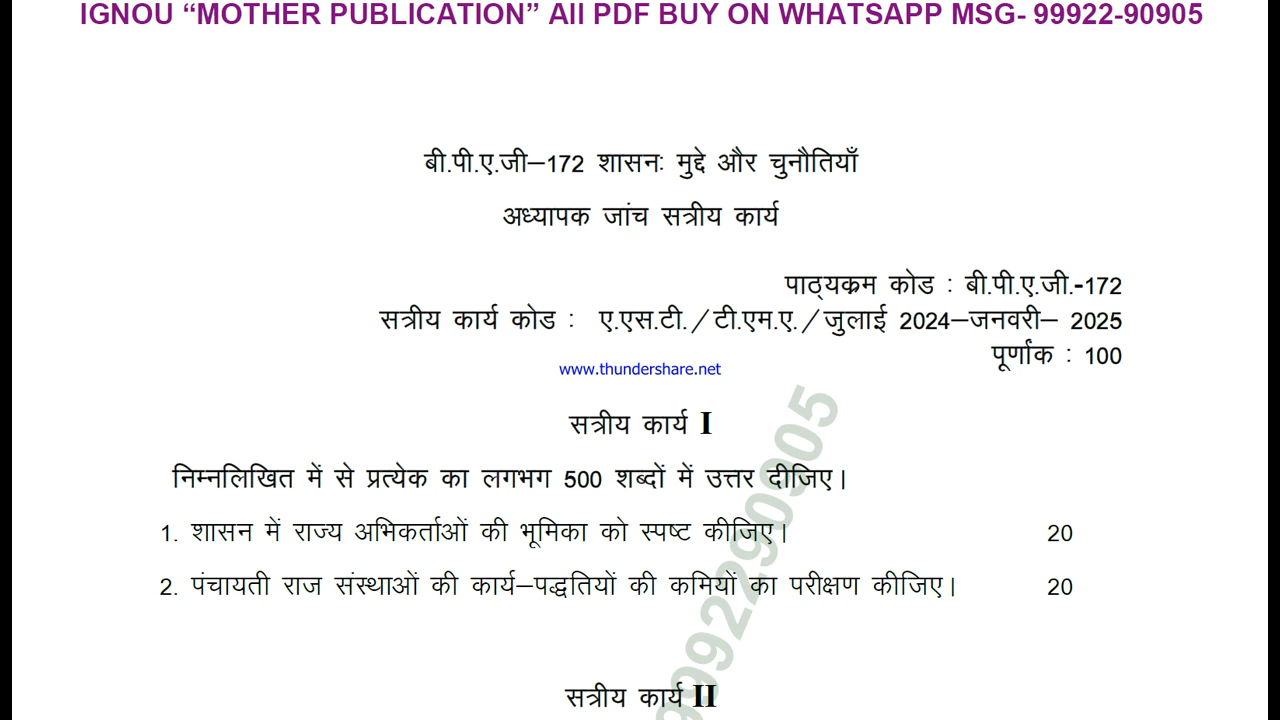 IGNOU “MOTHER PUBLICATION” All PDF BUY ON WHATSAPP MSG- 99922-90905
बी.पी.ए.जी–172 शासनः मुद्दे और चुनौतियाँ
अध्यापक जांच सत्रीय कार्य
पाठ्यक्रम कोड : बी.पी.ए.जी.-172
सत्रीय कार्य कोड : ए.एस.टी./टी.एम.ए./जुलाई 2024–जनवरी– 2025
पूर्णांक : 100
www.thundershare.net
सत्रीय कार्य I
निम्नलिखित में से प्रत्येक का लगभग 500 शब्दों में उत्तर दीजिए।
1. शासन में राज्य अभिकर्ताओं की भूमिका को स्पष्ट कीजिए। 20
2. पंचायती राज संस्थाओं की कार्य–पद्धतियों की कमियों का परीक्षण कीजिए। 20
सत्रीय कार्य II
9992290905